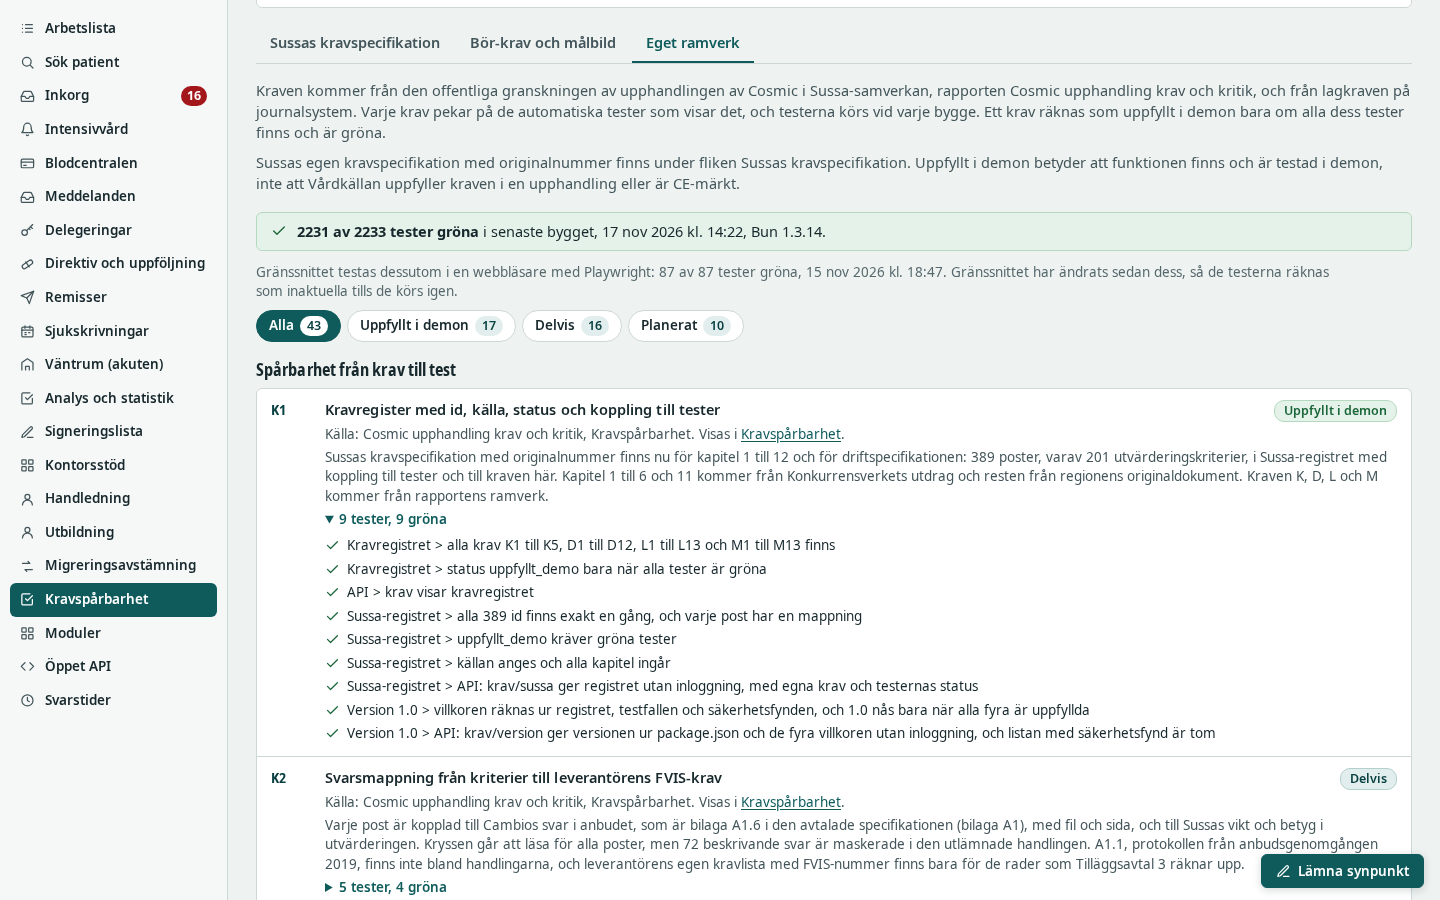 Arbetslista
Sök patient
Inkorg 16
Intensivvård
Blodcentralen
Meddelanden
Delegeringar
Direktiv och uppföljning
Remisser
Sjukskrivningar
Väntrum (akuten)
Analys och statistik
Signeringslista
Kontorsstöd
Handledning
Utbildning
Migreringsavstämning
Kravspårbarhet
Moduler
Öppet API
Svarstider
Sussas kravspecifikation Bör-krav och målbild Eget ramverk
Kraven kommer från den offentliga granskningen av upphandlingen av Cosmic i Sussa-samverkan, rapporten Cosmic upphandling krav och kritik, och från lagkraven på
journalsystem. Varje krav pekar på de automatiska tester som visar det, och testerna körs vid varje bygge. Ett krav räknas som uppfyllt i demon bara om alla dess tester
finns och är gröna.
Sussas egen kravspecifikation med originalnummer finns under fliken Sussas kravspecifikation. Uppfyllt i demon betyder att funktionen finns och är testad i demon,
inte att Vårdkällan uppfyller kraven i en upphandling eller är CE-märkt.
2231 av 2233 tester gröna i senaste bygget, 17 nov 2026 kl. 14:22, Bun 1.3.14.
Gränssnittet testas dessutom i en webbläsare med Playwright: 87 av 87 tester gröna, 15 nov 2026 kl. 18:47. Gränssnittet har ändrats sedan dess, så de testerna räknas
som inaktuella tills de körs igen.
Alla 43 Uppfyllt i demon 17 Delvis 16 Planerat 10
Spårbarhet från krav till test
K1 Kravregister med id, källa, status och koppling till tester Uppfyllt i demon
Källa: Cosmic upphandling krav och kritik, Kravspårbarhet. Visas i Kravspårbarhet.
Sussas kravspecifikation med originalnummer finns nu för kapitel 1 till 12 och för driftspecifikationen: 389 poster, varav 201 utvärderingskriterier, i Sussa-registret med
koppling till tester och till kraven här. Kapitel 1 till 6 och 11 kommer från Konkurrensverkets utdrag och resten från regionens originaldokument. Kraven K, D, L och M
kommer från rapportens ramverk.
9 tester, 9 gröna
Kravregistret > alla krav K1 till K5, D1 till D12, L1 till L13 och M1 till M13 finns
Kravregistret > status uppfyllt_demo bara när alla tester är gröna
API > krav visar kravregistret
Sussa-registret > alla 389 id finns exakt en gång, och varje post har en mappning
Sussa-registret > uppfyllt_demo kräver gröna tester
Sussa-registret > källan anges och alla kapitel ingår
Sussa-registret > API: krav/sussa ger registret utan inloggning, med egna krav och testernas status
Version 1.0 > villkoren räknas ur registret, testfallen och säkerhetsfynden, och 1.0 nås bara när alla fyra är uppfyllda
Version 1.0 > API: krav/version ger versionen ur package.json och de fyra villkoren utan inloggning, och listan med säkerhetsfynd är tom
K2 Svarsmappning från kriterier till leverantörens FVIS-krav Delvis
Källa: Cosmic upphandling krav och kritik, Kravspårbarhet. Visas i Kravspårbarhet.
Varje post är kopplad till Cambios svar i anbudet, som är bilaga A1.6 i den avtalade specifikationen (bilaga A1), med fil och sida, och till Sussas vikt och betyg i
utvärderingen. Kryssen går att läsa för alla poster, men 72 beskrivande svar är maskerade i den utlämnade handlingen. A1.1, protokollen från anbudsgenomgången
2019, finns inte bland handlingarna, och leverantörens egen kravlista med FVIS-nummer finns bara för de rader som Tilläggsavtal 3 räknar upp.
5 tester, 4 gröna
Lämna synpunkt